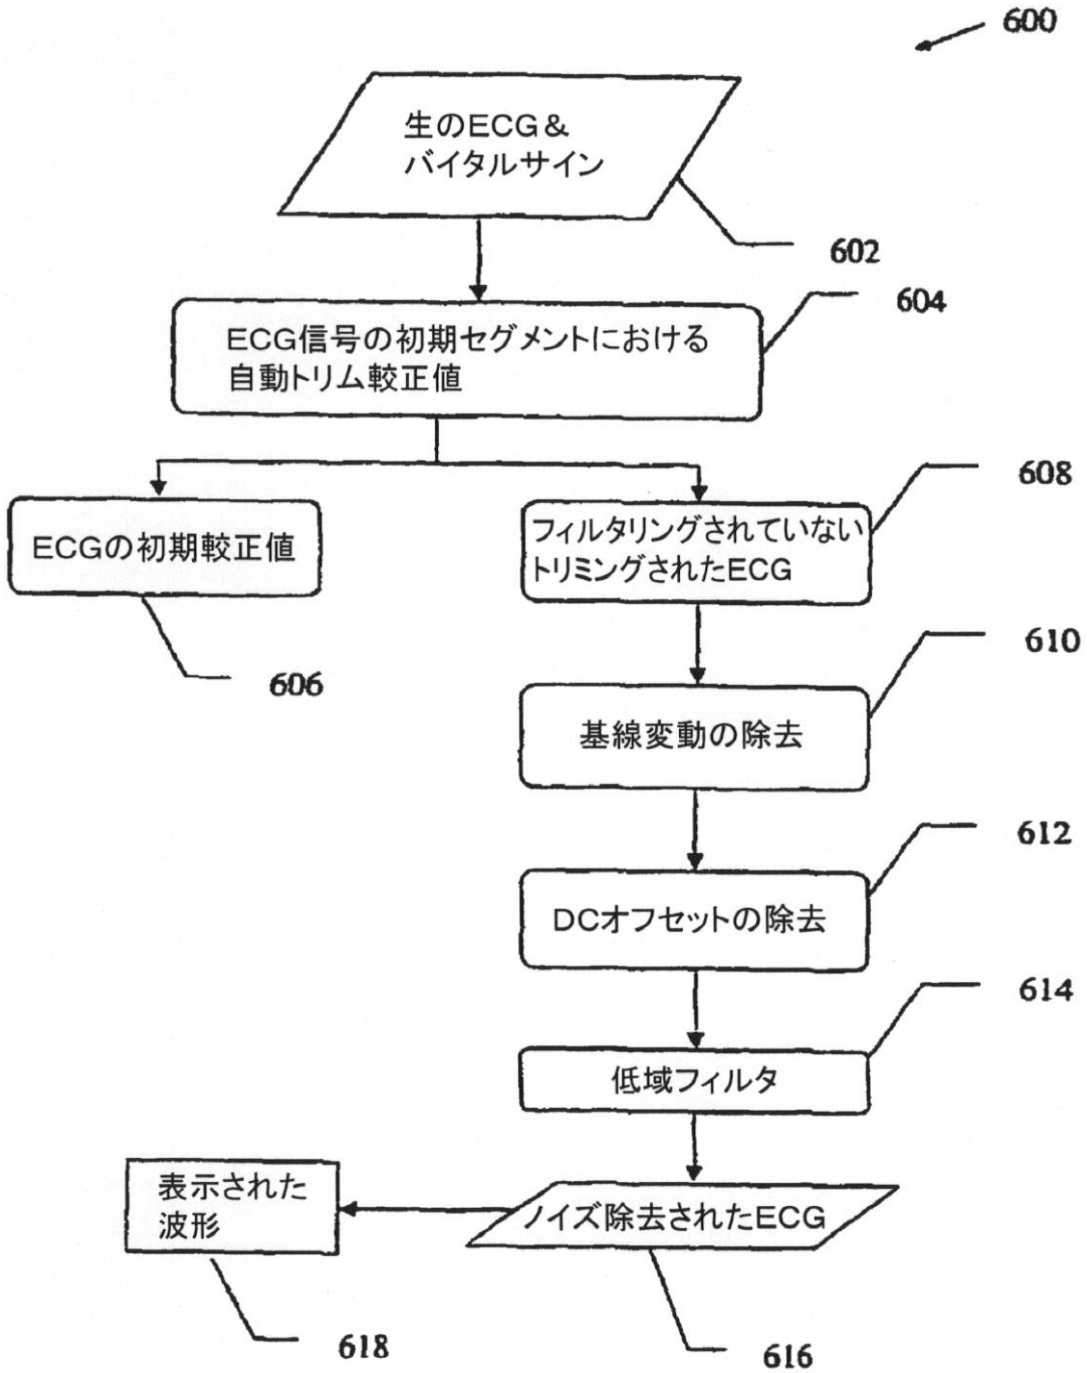 600
生のECG＆
バイタルサイン
602
604
ECG信号の初期セグメントにおける
自動トリム較正値
608
ECGの初期較正値
フィルタリングされていない
トリミングされたECG
606
610
基線変動の除去
612
DCオフセットの除去
614
低域フィルタ
表示された
波形
ノイズ除去されたECG
618
616